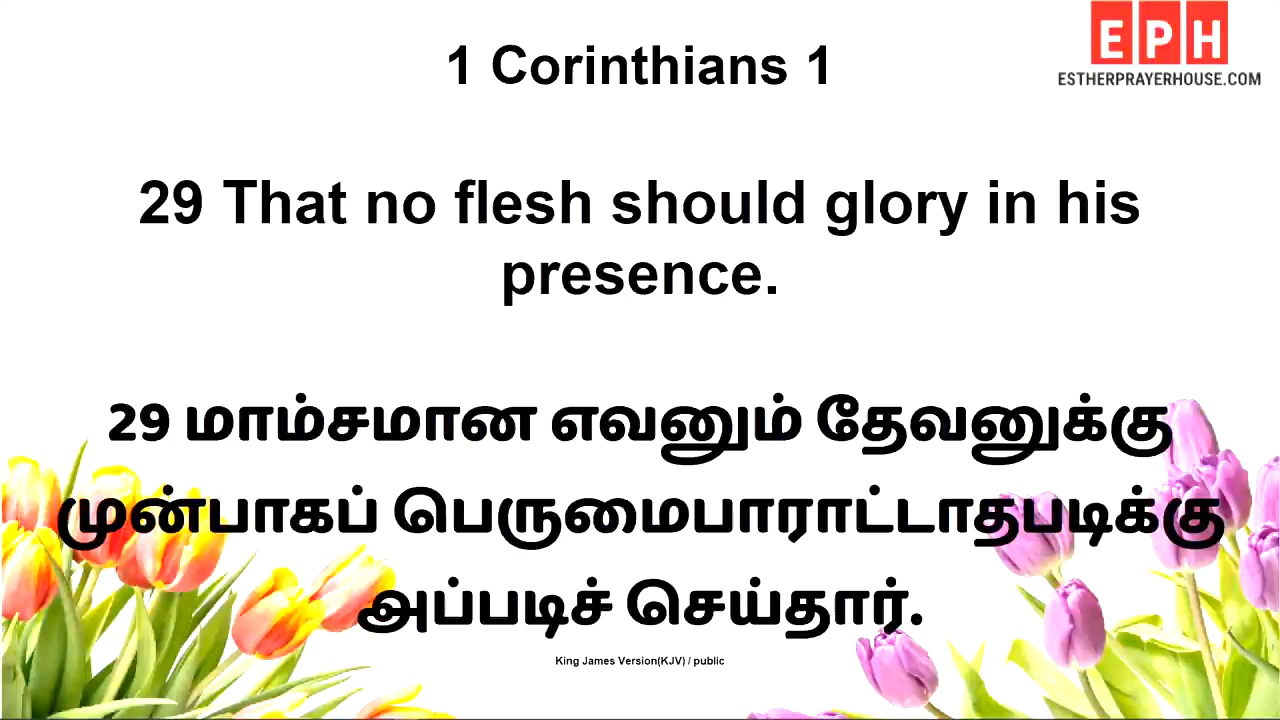 E P H
ESTHERPRAYERHOUSE.COM
1 Corinthians 1
29 That no flesh should glory in his
presence.
29 மாம்சமான எவனும் தேவனுக்கு
முன்பாகப் பெருமைபாராட்டாதபடிக்கு
அப்படிச் செய்தார்.
King James Version(KJV) / public